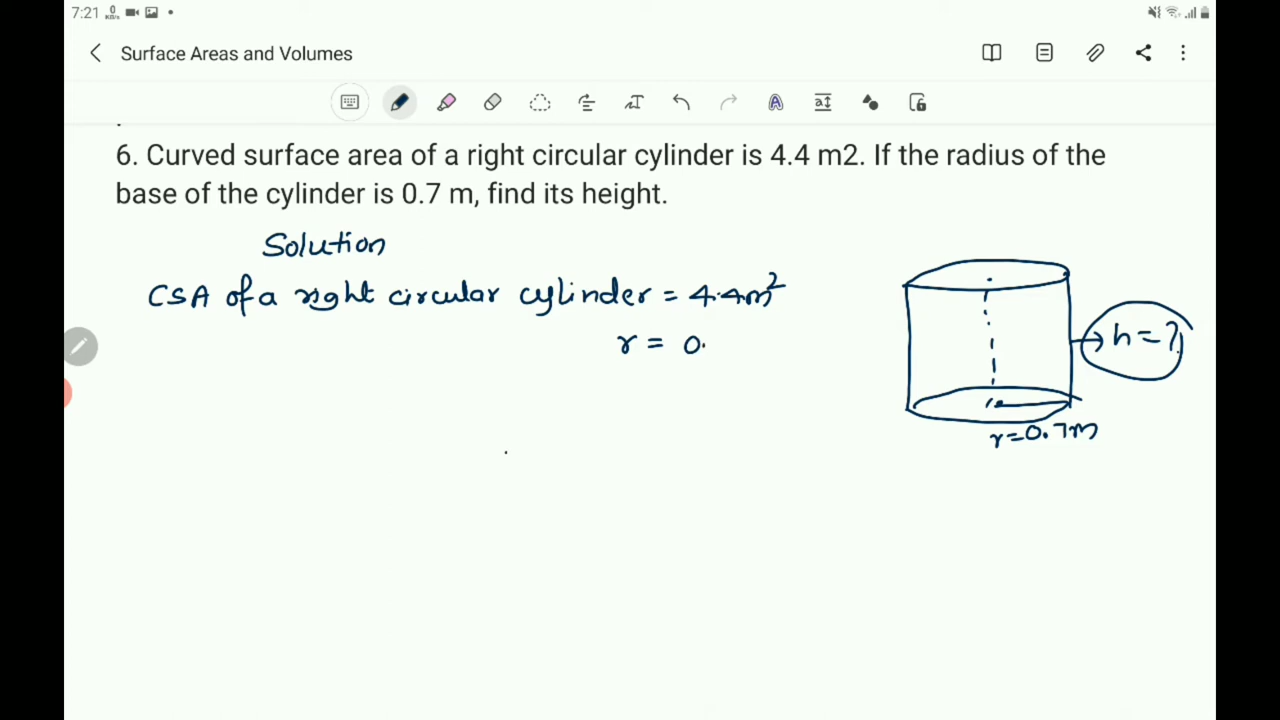 7:21 0 KB/s
Surface Areas and Volumes
6. Curved surface area of a right circular cylinder is 4.4 m2. If the radius of the
base of the cylinder is 0.7 m, find its height.
Solution
CSA of a right circular cylinder = 4.4m²
r = 0.
h = ?
r=0.7m